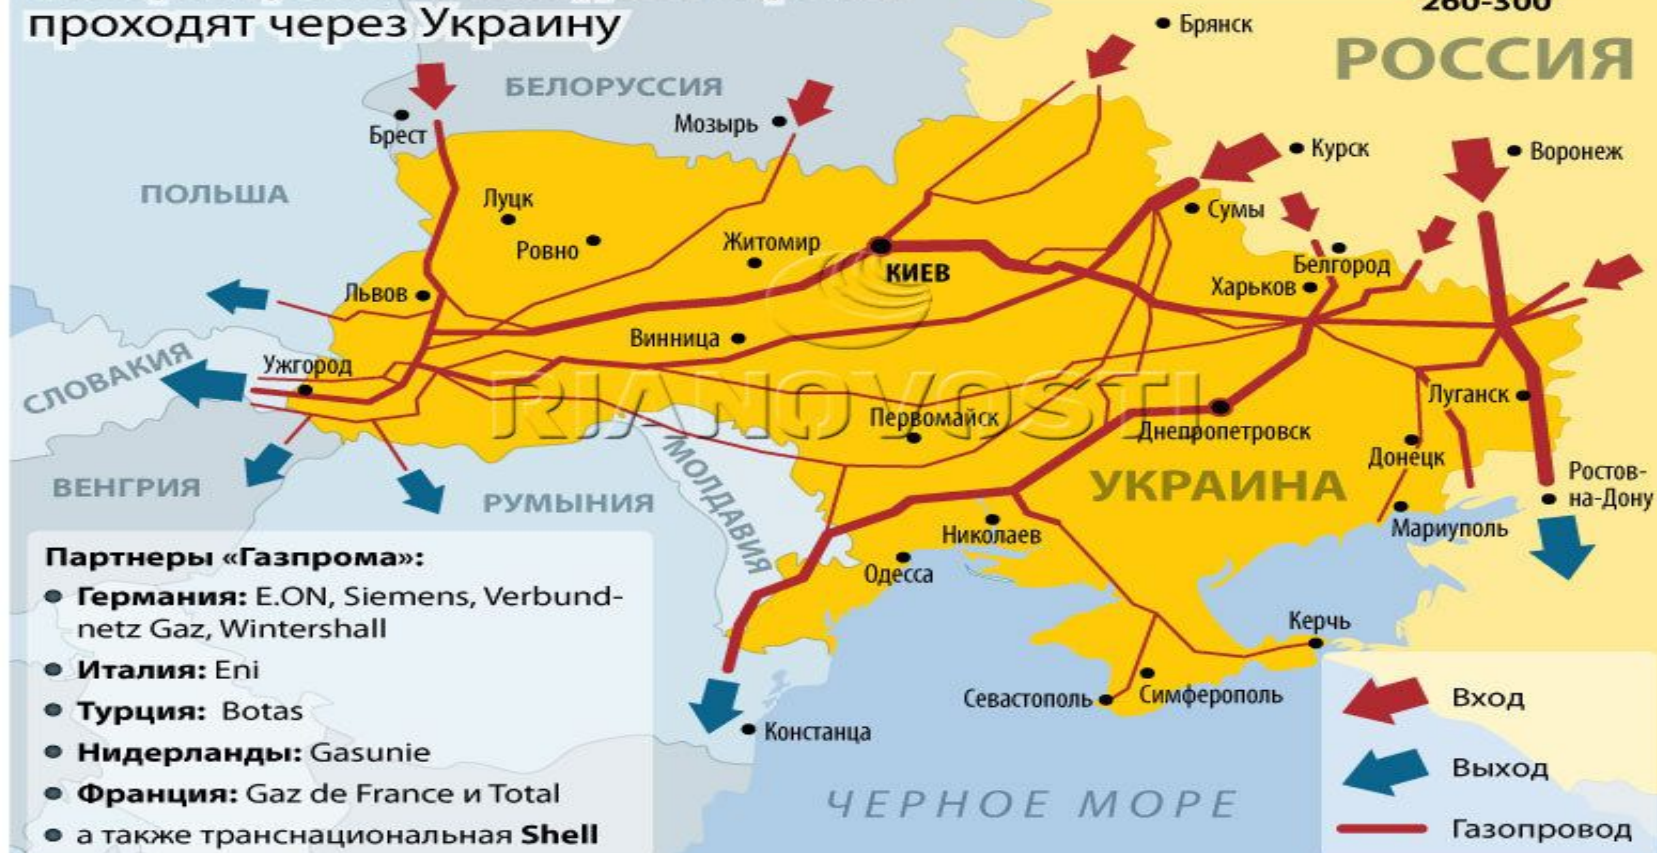 проходят через Украину
260-300
РОССИЯ
Брянск
БЕЛОРУССИЯ
Брест
Мозырь
Курск
Воронеж
ПОЛЬША
Луцк
Ровно
Житомир
КИЕВ
Сумы
Белгород
Харьков
Львов
Винница
СЛОВАКИЯ
Ужгород
RIANOVOSTI
Первомайск
Днепропетровск
Луганск
Донецк
ВЕНГРИЯ
РУМЫНИЯ
МОЛДАВИЯ
УКРАИНА
Ростов-
на-Дону
Мариуполь
Николаев
Одесса
Керчь
Севастополь
Симферополь
Констанца
ЧЕРНОЕ МОРЕ
Партнеры «Газпрома»:
Германия: E.ON, Siemens, Verbund-
netz Gaz, Wintershall
Италия: Eni
Турция: Botas
Нидерланды: Gasunie
Франция: Gaz de France и Total
а также транснациональная Shell
Вход
Выход
Газопровод